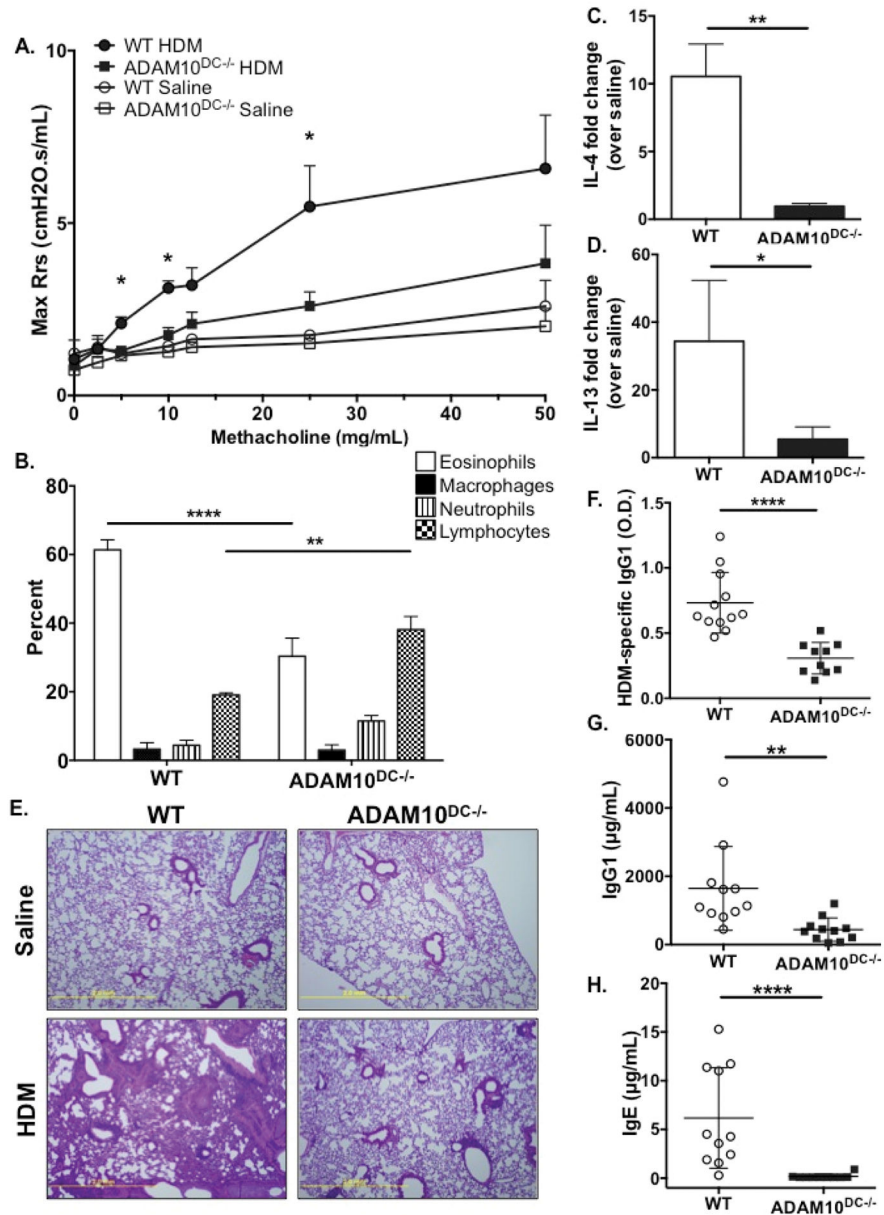 A.
10
5
0
Max Rrs (cmH2O.s/mL)
WT HDM
ADAM10DC-/- HDM
WT Saline
ADAM10DC-/- Saline
*
*
*
0
10
20
30
40
50
Methacholine (mg/mL)
B.
80
60
40
20
0
Percent
Eosinophils
Macrophages
Neutrophils
Lymphocytes
****
**
WT
ADAM10DC-/-
C.
15
10
5
0
IL-4 fold change
(over saline)
**
WT
ADAM10DC-/-
D.
60
40
20
0
IL-13 fold change
(over saline)
*
WT
ADAM10DC-/-
E.
WT
ADAM10DC-/-
Saline
HDM
F.
1.5
1.0
0.5
0.0
HDM-specific IgG1 (O.D.)
****
WT
ADAM10DC-/-
G.
6000
4000
2000
0
IgG1 (µg/mL)
**
WT
ADAM10DC-/-
H.
20
15
10
5
0
IgE (µg/mL)
****
WT
ADAM10DC-/-